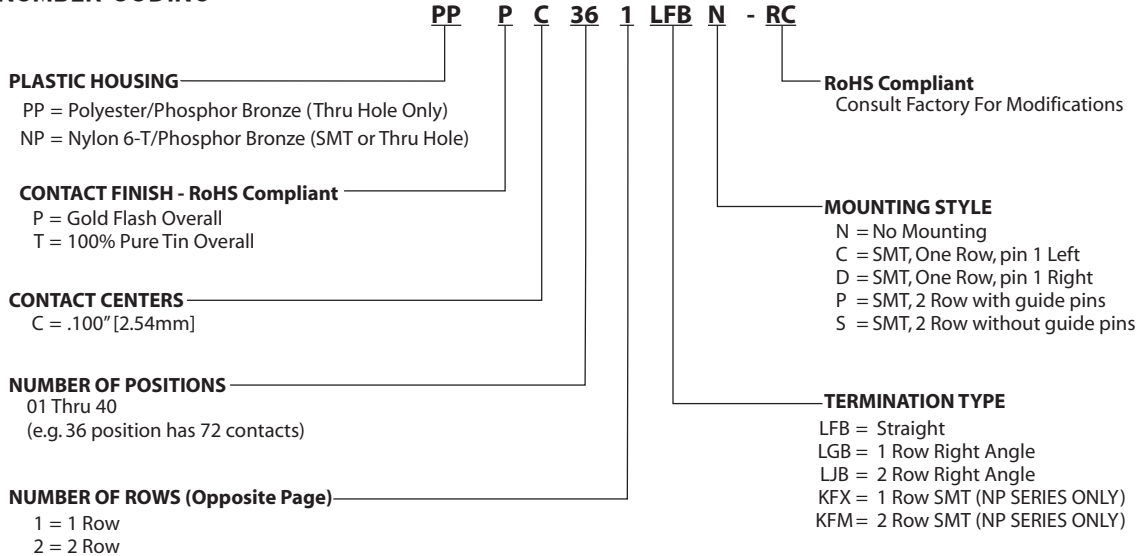 PP P C 36 1 LFB N - RC
PLASTIC HOUSING
PP = Polyester/Phosphor Bronze (Thru Hole Only)
NP = Nylon 6-T/Phosphor Bronze (SMT or Thru Hole)
CONTACT FINISH - RoHS Compliant
P = Gold Flash Overall
T = 100% Pure Tin Overall
CONTACT CENTERS
C = .100" [2.54mm]
NUMBER OF POSITIONS
01 Thru 40
(e.g. 36 position has 72 contacts)
NUMBER OF ROWS (Opposite Page)
1 = 1 Row
2 = 2 Row
RoHS Compliant
Consult Factory For Modifications
MOUNTING STYLE
N = No Mounting
C = SMT, One Row, pin 1 Left
D = SMT, One Row, pin 1 Right
P = SMT, 2 Row with guide pins
S = SMT, 2 Row without guide pins
TERMINATION TYPE
LFB = Straight
LGB = 1 Row Right Angle
LJB = 2 Row Right Angle
KFX = 1 Row SMT (NP SERIES ONLY)
KFM = 2 Row SMT (NP SERIES ONLY)